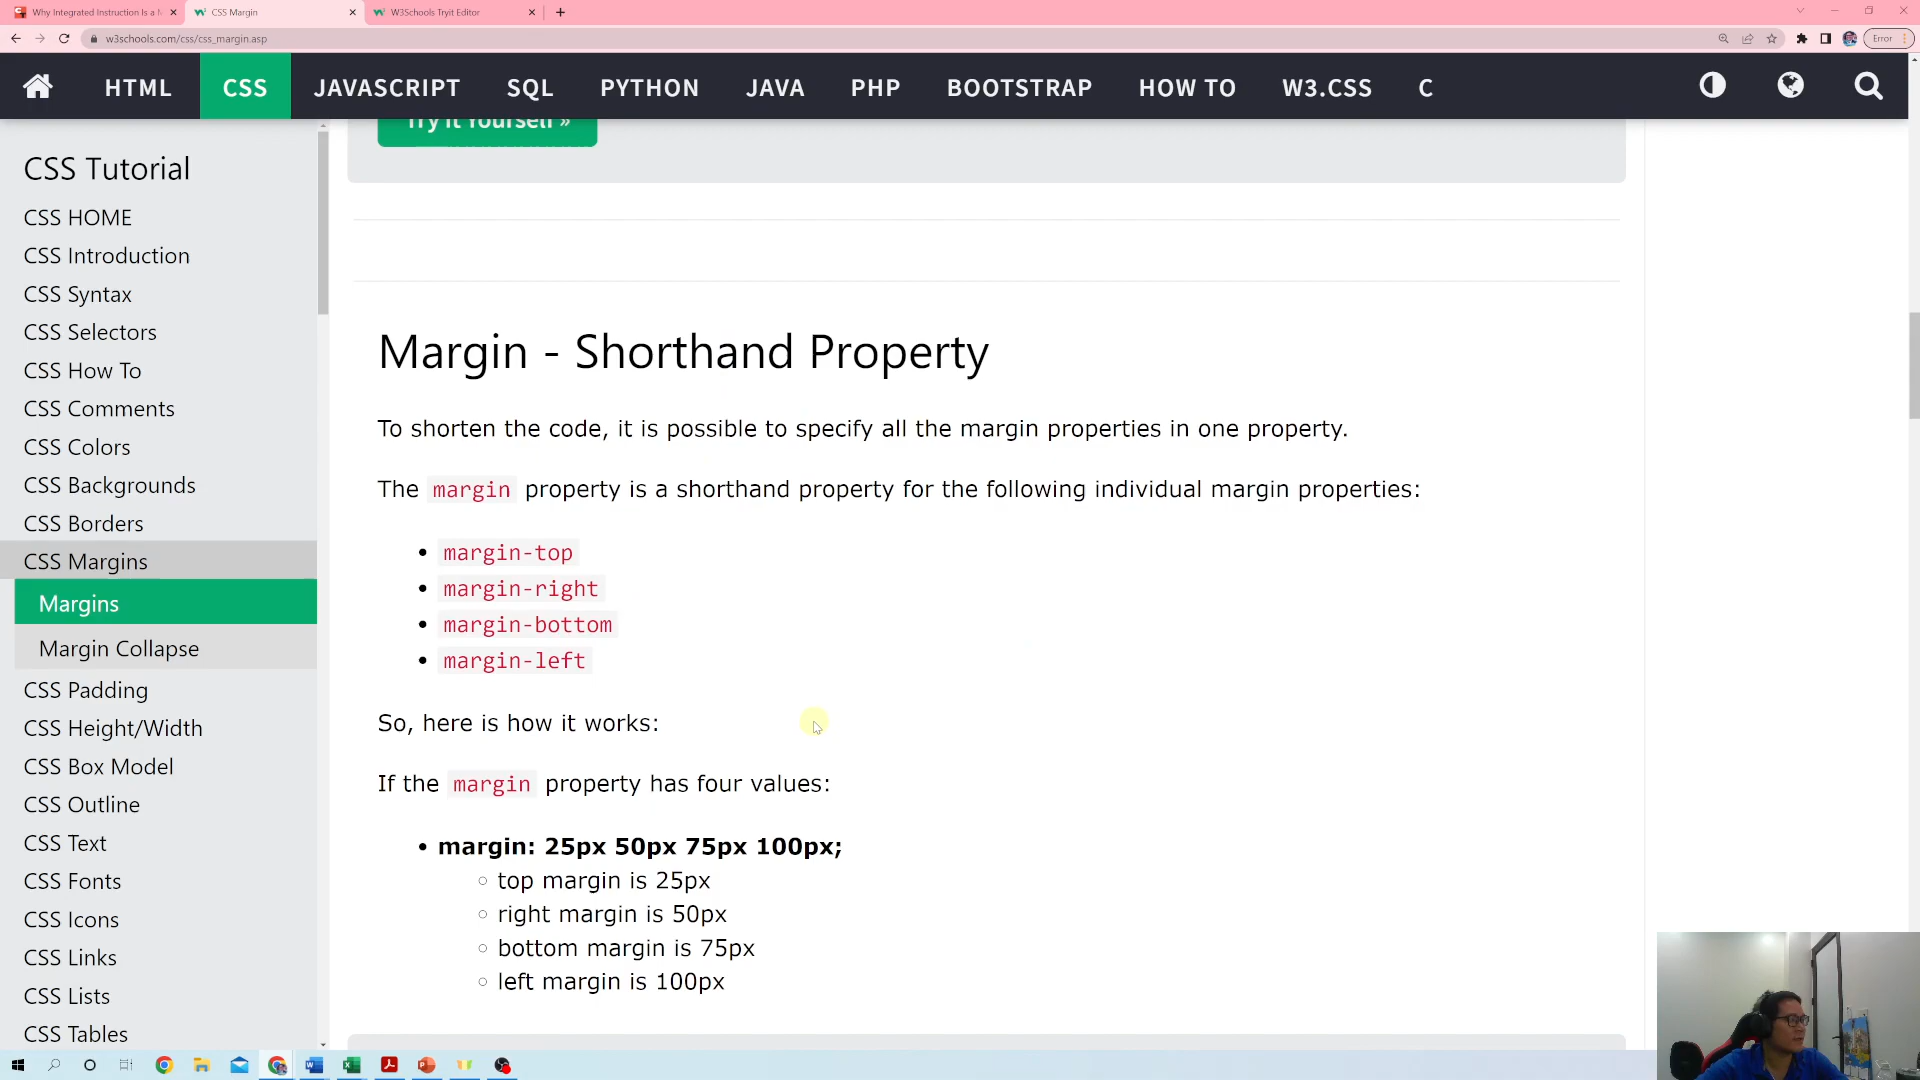 Why Integrated Instruction Is a M
CSS Margin
W3Schools Tryit Editor
w3schools.com/css/css_margin.asp
Error
HTML
CSS
JAVASCRIPT
SQL
PYTHON
JAVA
PHP
BOOTSTRAP
HOW TO
W3.CSS
C
Try it Yourself »
CSS Tutorial
CSS HOME
CSS Introduction
CSS Syntax
CSS Selectors
CSS How To
CSS Comments
CSS Colors
CSS Backgrounds
CSS Borders
CSS Margins
Margins
Margin Collapse
CSS Padding
CSS Height/Width
CSS Box Model
CSS Outline
CSS Text
CSS Fonts
CSS Icons
CSS Links
CSS Lists
CSS Tables
Margin - Shorthand Property
To shorten the code, it is possible to specify all the margin properties in one property.
The margin property is a shorthand property for the following individual margin properties:
• margin-top
• margin-right
• margin-bottom
• margin-left
So, here is how it works:
If the margin property has four values:
• margin: 25px 50px 75px 100px;
○ top margin is 25px
○ right margin is 50px
○ bottom margin is 75px
○ left margin is 100px